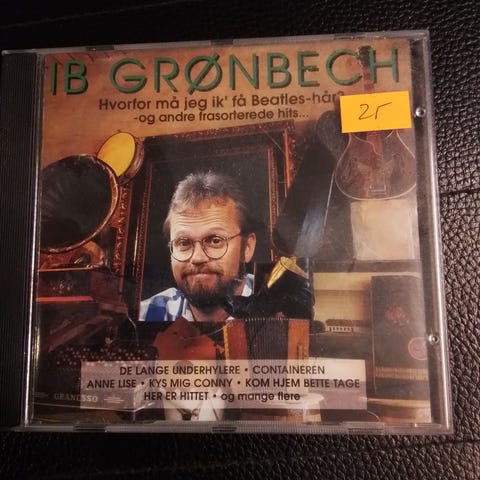 IB GRØNBECH
Hvorfor må jeg ik' få Beatles-hår?
-og andre frasorterede hits...
25
DE LANGE UNDERHYLERE • CONTAINEREN
ANNE LISE • KYS MIG CONNY • KOM HJEM BETTE TAGE
HER ER HITTET • og mange flere
GRANESSO